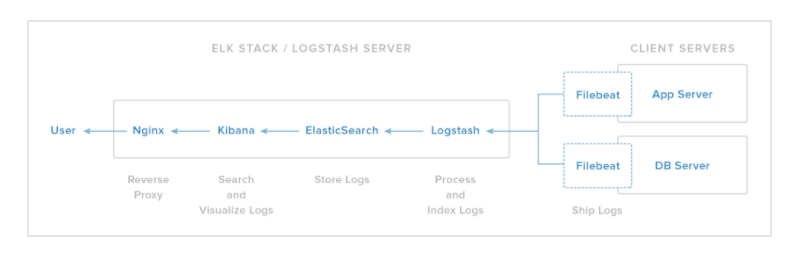 ELK STACK / LOGSTASH SERVER
CLIENT SERVERS
Filebeat
App Server
User
Nginx
Kibana
ElasticSearch
Logstash
Filebeat
DB Server
Reverse
Proxy
Search
and
Visualize Logs
Store Logs
Process
and
Index Logs
Ship Logs